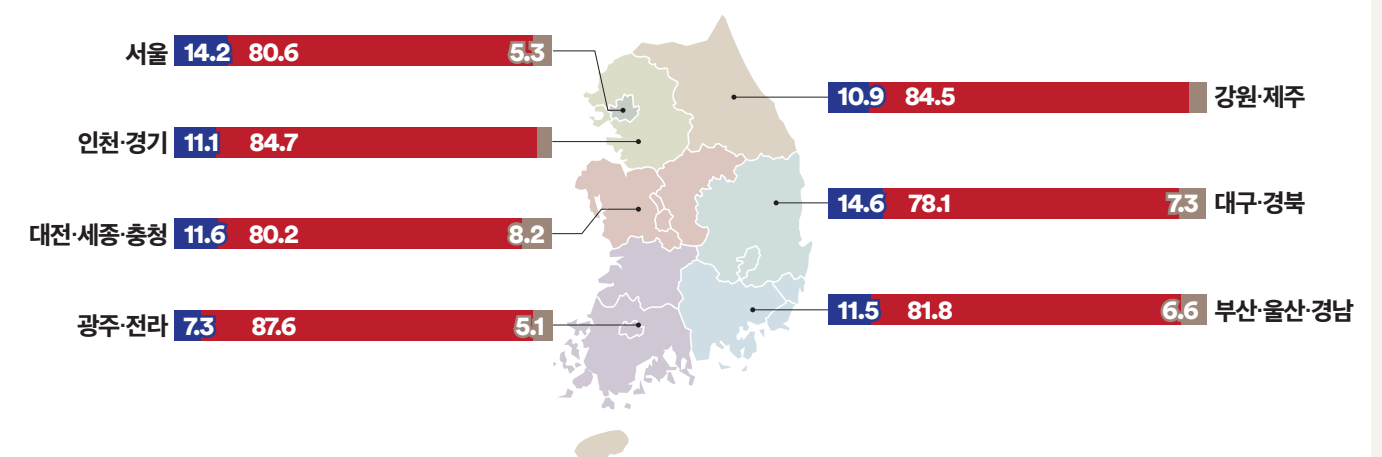 서울 14.2 80.6 5.3
인천·경기 11.1 84.7
대전·세종·충청 11.6 80.2 8.2
광주·전라 7.3 87.6 5.1
10.9 84.5 강원·제주
14.6 78.1 7.3 대구·경북
11.5 81.8 6.6 부산·울산·경남